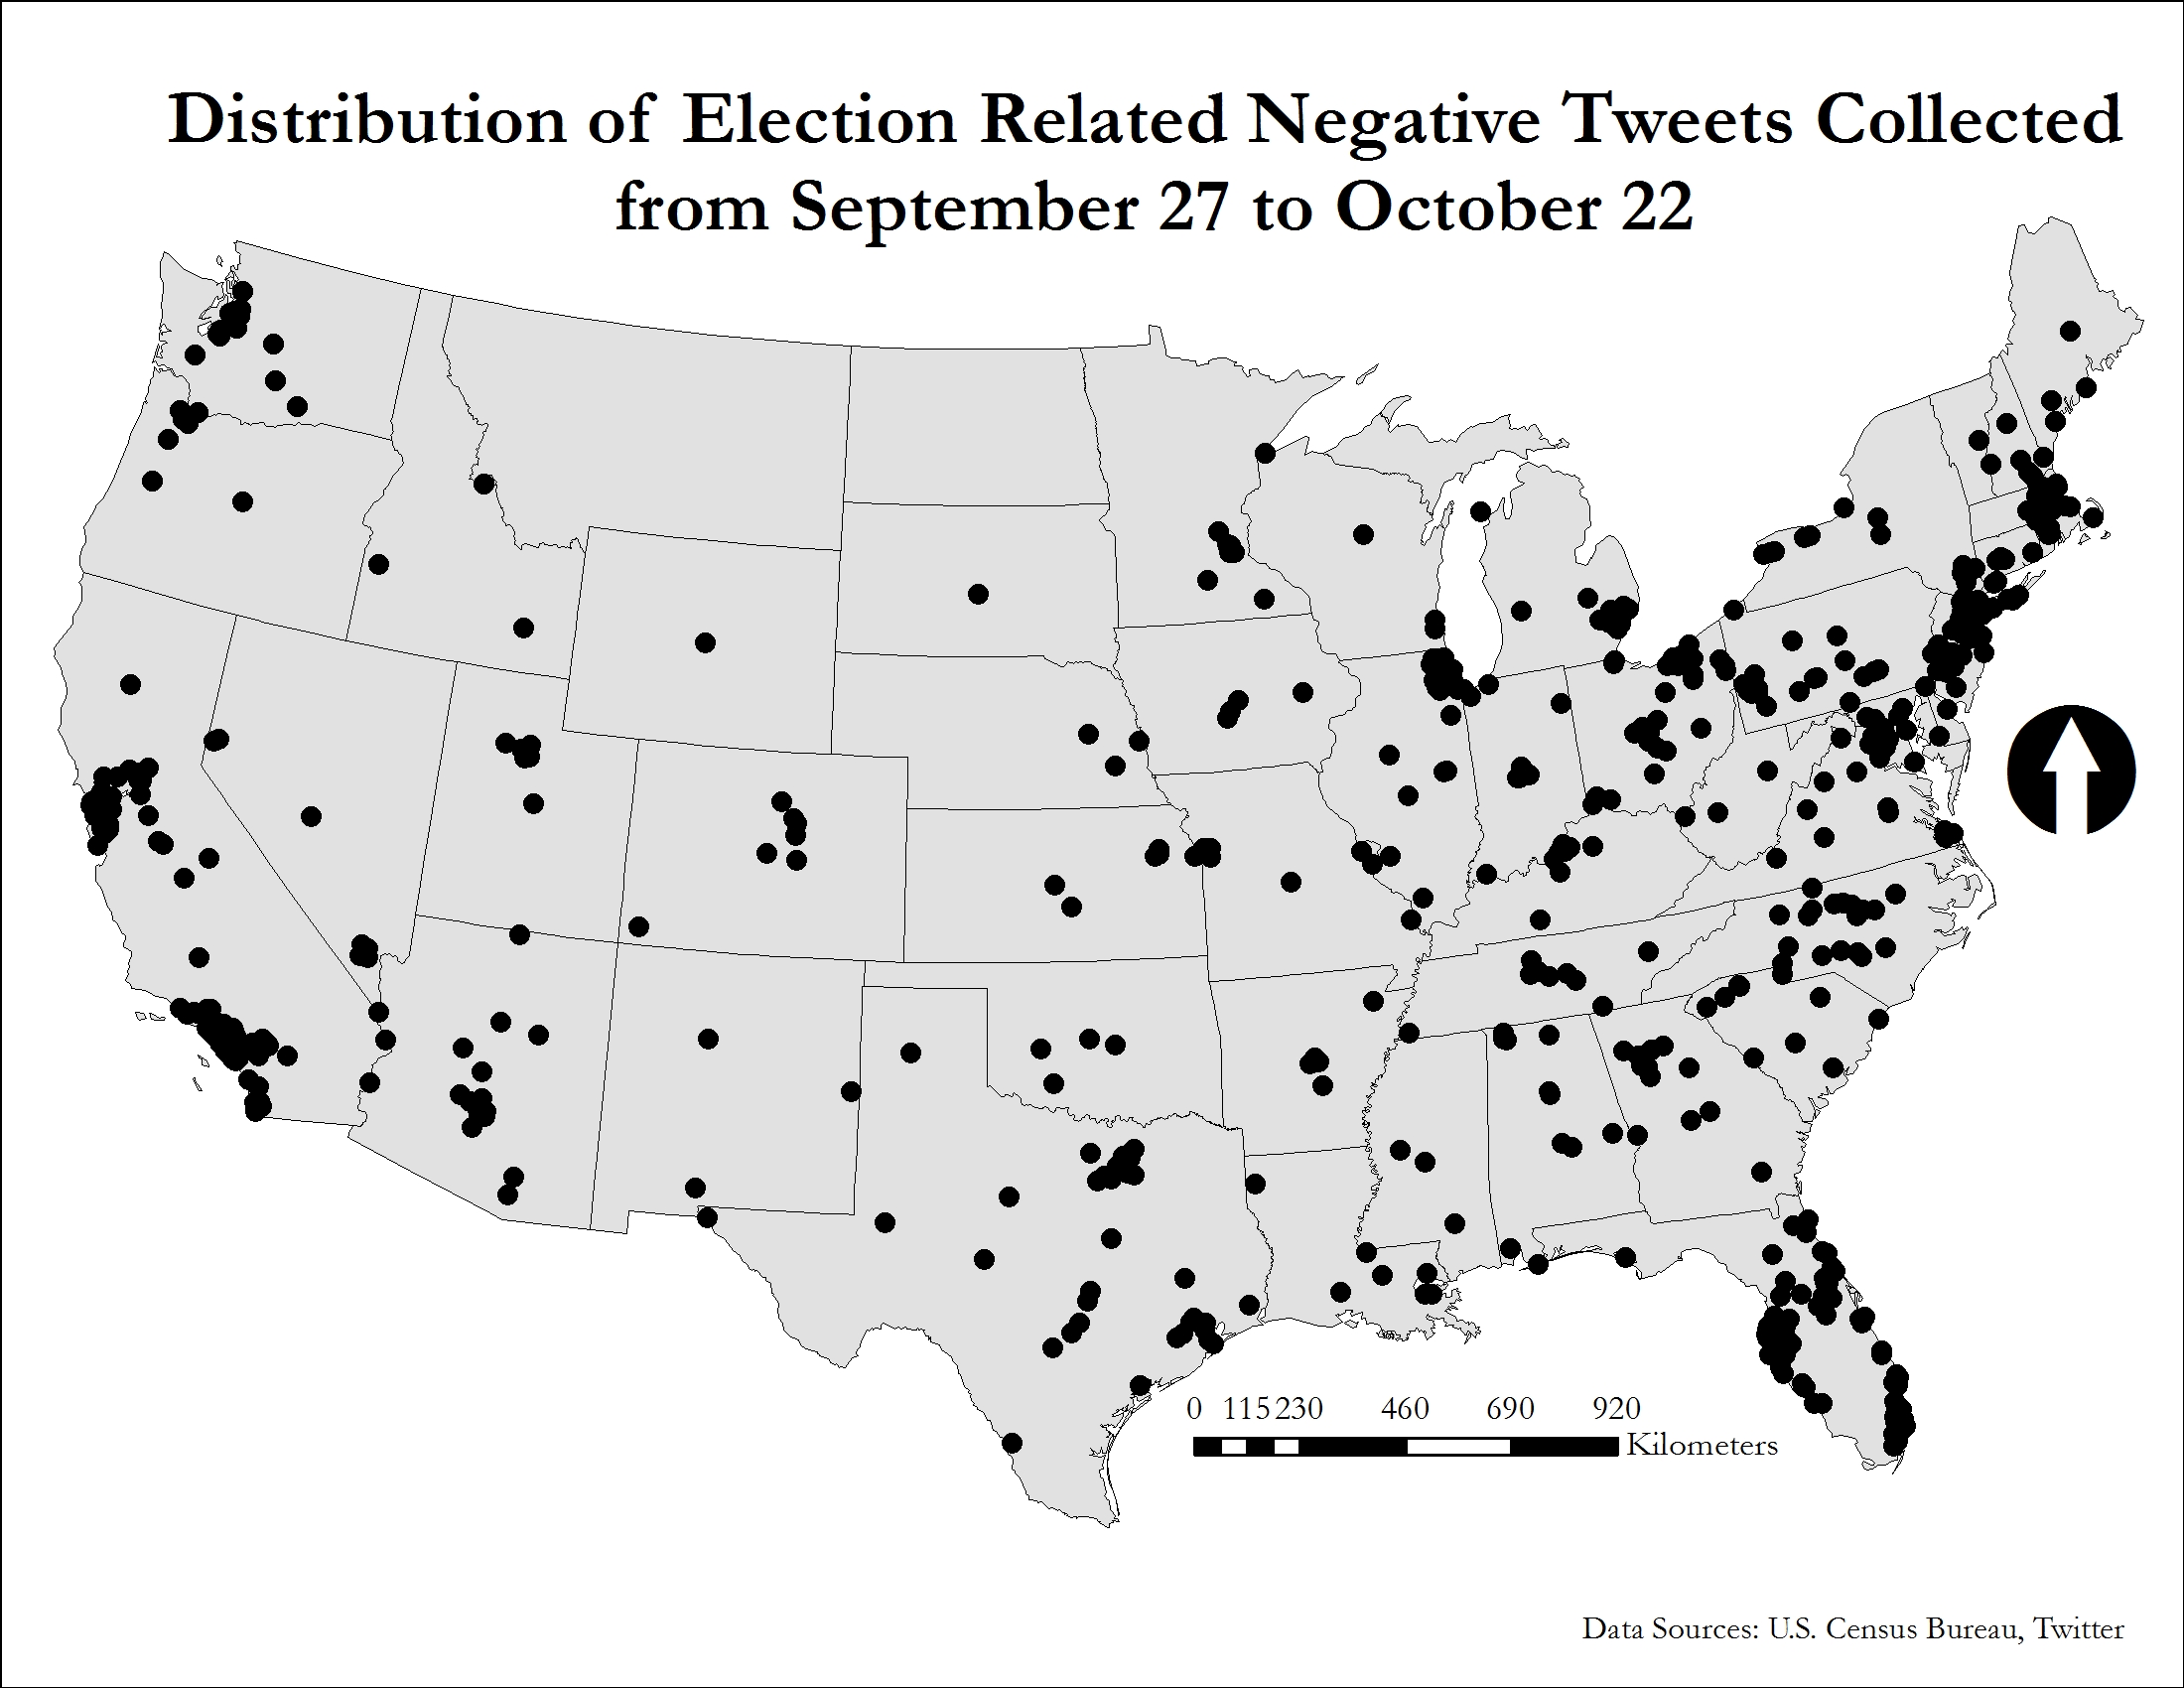 Distribution of Election Related Negative Tweets Collected
from September 27 to October 22
0 115 230 460 690 920
Kilometers
Data Sources: U.S. Census Bureau, Twitter